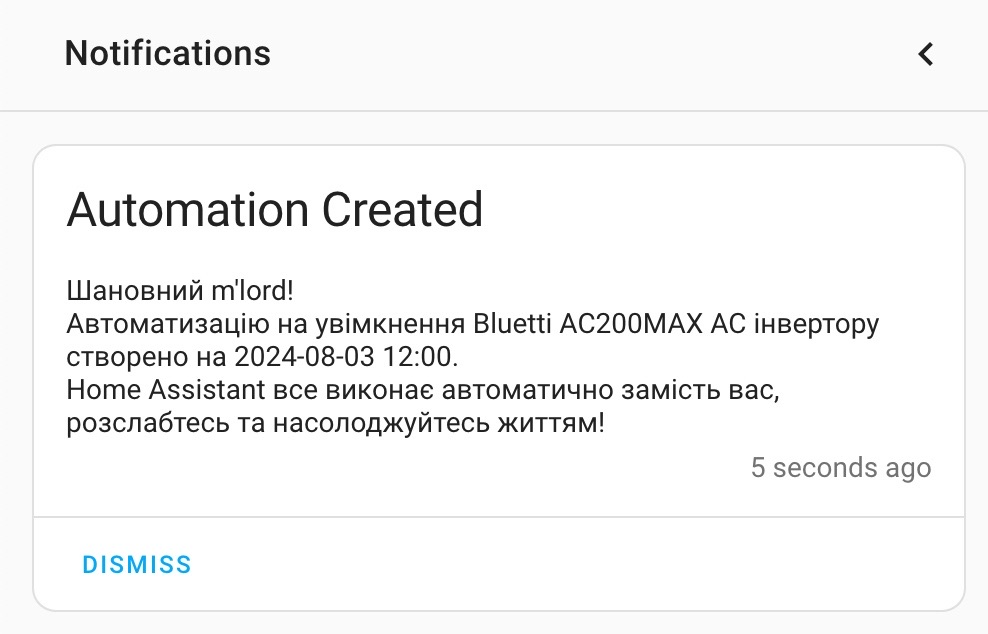 Notifications
Automation Created
Шановний m'lord!
Автоматизацію на увімкнення Bluetti AC200MAX AC інвертору
створено на 2024-08-03 12:00.
Home Assistant все виконає автоматично замість вас,
розслабтесь та насолоджуйтесь життям!
5 seconds ago
DISMISS